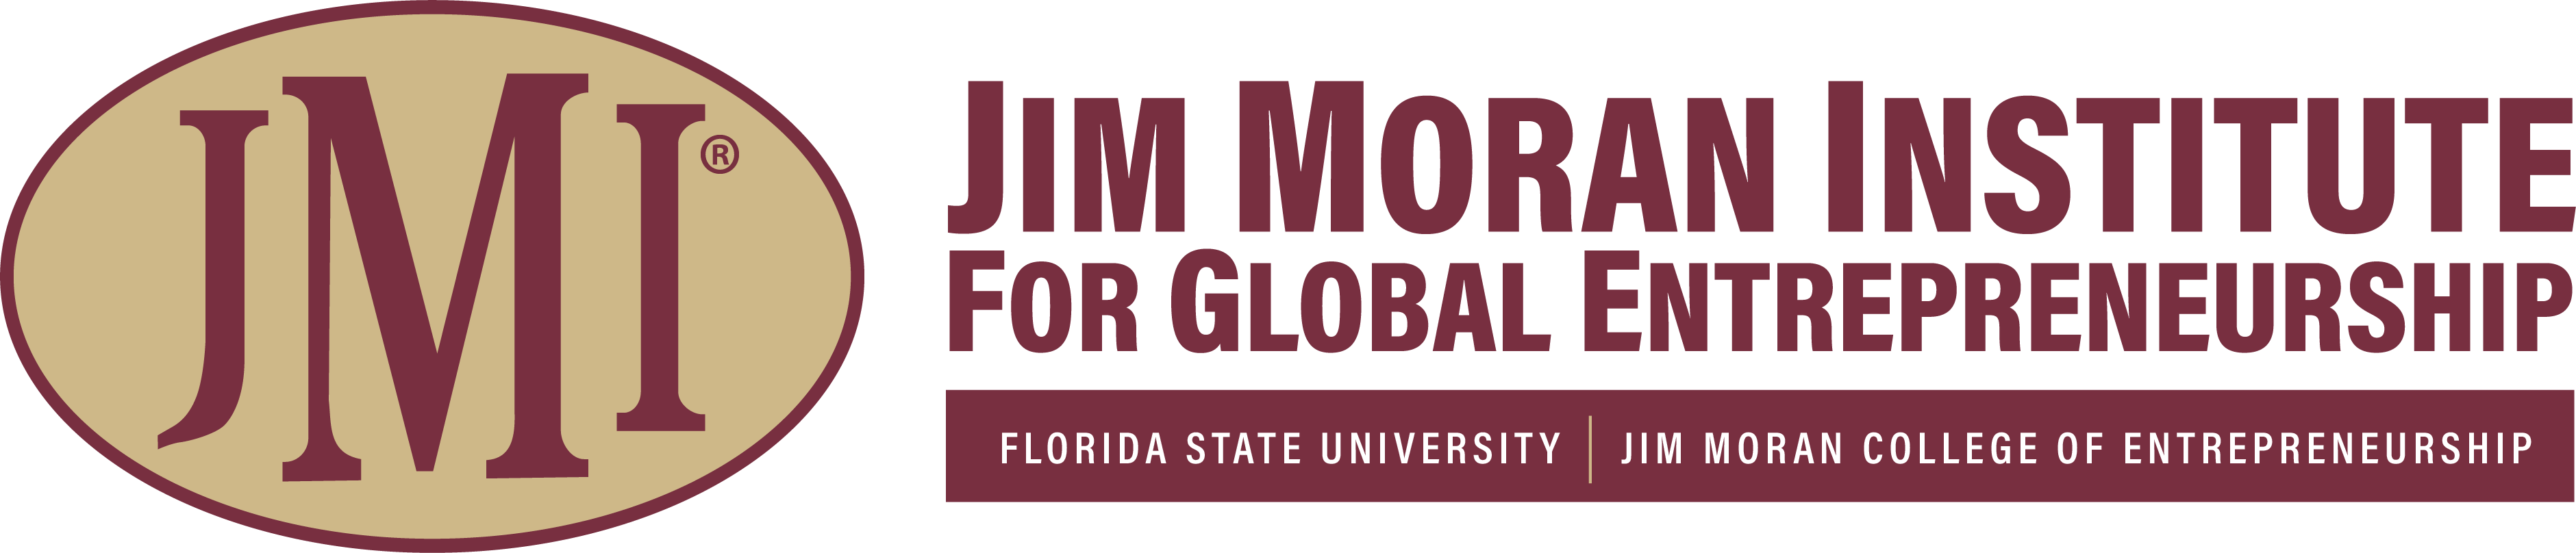 JMI®
JIM MORAN INSTITUTE
FOR GLOBAL ENTREPRENEURSHIP
FLORIDA STATE UNIVERSITY | JIM MORAN COLLEGE OF ENTREPRENEURSHIP